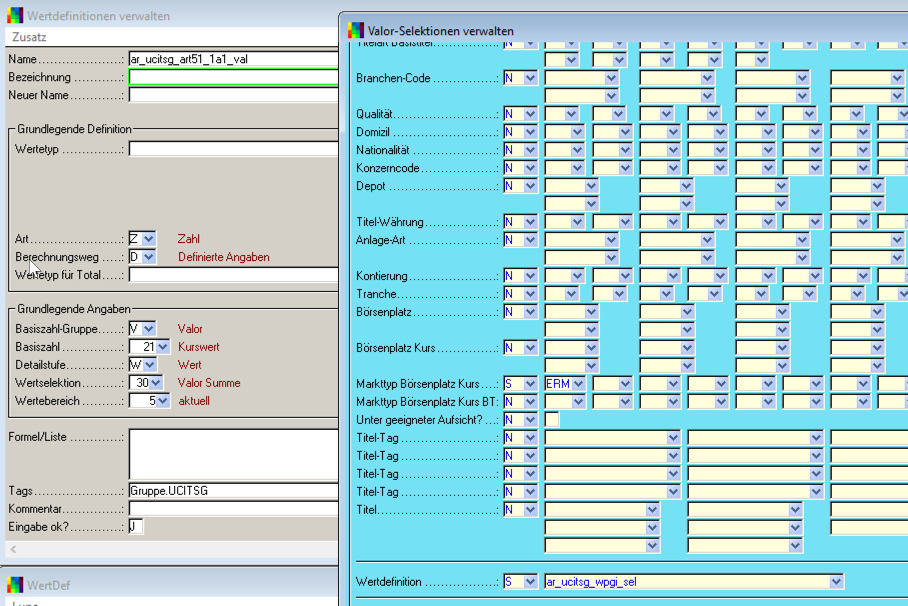 Wertdefinitionen verwalten
Zusatz
Name............: ar_ucitsg_art51_1a1_val
Bezeichnung ............:
Neuer Name ............:
Grundlegende Definition
Wertetyp ............:
Art............: Z Zahl
Berechnungsweg ......: D Definierte Angaben
Wertetyp für Total......:
Grundlegende Angaben
Basiszahl-Gruppe......: V Valor
Basiszahl ............: 21 Kurswert
Detailstufe............: W Wert
Wertselektion ............: 30 Valor Summe
Wertebereich ............: 5 aktuell
Formel/Liste ............:
Tags............: Gruppe.UCITSG
Kommentar............:
Eingabe ok?............: J
<
WertDef
Valor-Selektionen verwalten
Titelart Basistitel............: N
Branchen-Code ............: N
Qualität............: N
Domizil ............: N
Nationalität ............: N
Konzerncode............: N
Depot ............: N
Titel-Währung............: N
Anlage-Art ............: N
Kontierung............: N
Tranche............: N
Börsenplatz............: N
Börsenplatz Kurs ............: N
Markttyp Börsenplatz Kurs ....: S ERM
Markttyp Börsenplatz Kurs BT: N
Unter geeigneter Aufsicht? ...: N
Titel-Tag ............: N
Titel-Tag ............: N
Titel-Tag ............: N
Titel-Tag ............: N
Titel............: N
Wertdefinition ............: S ar_ucitsg_wpgi_sel